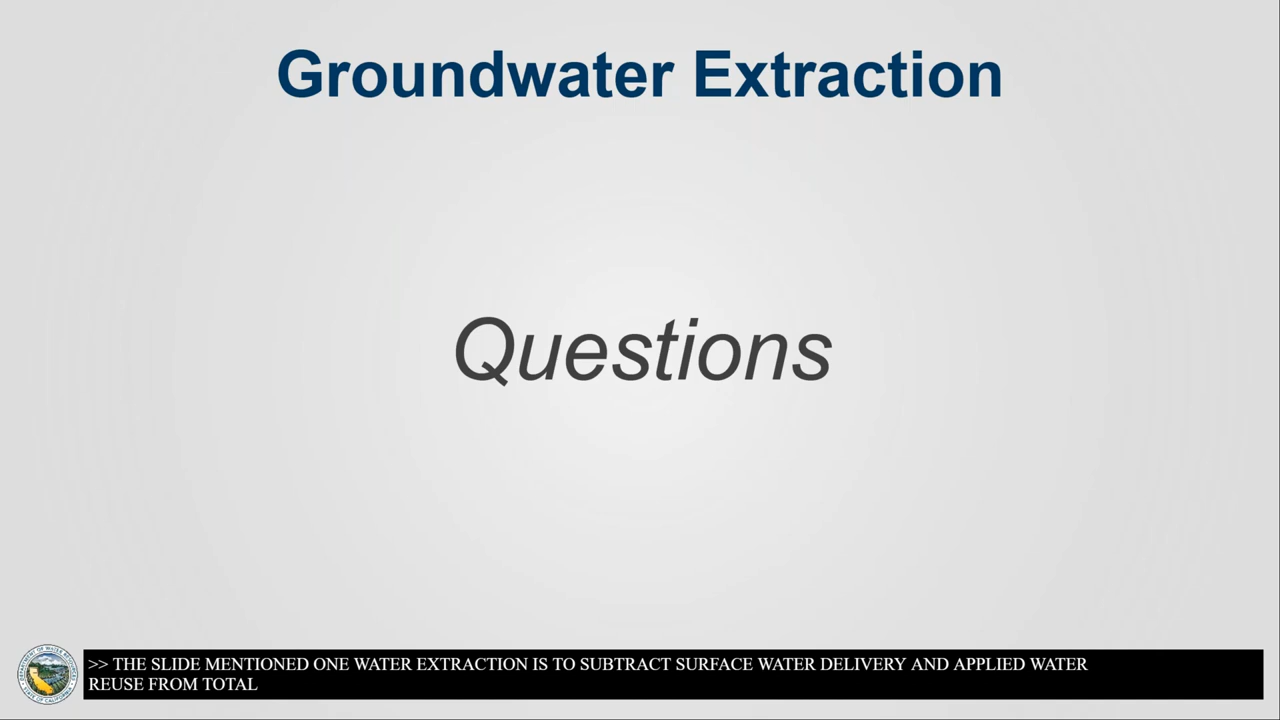 Groundwater Extraction
Questions
>> THE SLIDE MENTIONED ONE WATER EXTRACTION IS TO SUBTRACT SURFACE WATER DELIVERY AND APPLIED WATER
REUSE FROM TOTAL